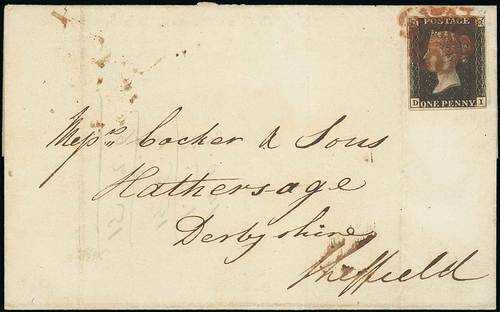 POSTAGE
D ONE PENNY I
Messrs. Cocker & Sons
Hathersage
Derbyshire
Sheffield